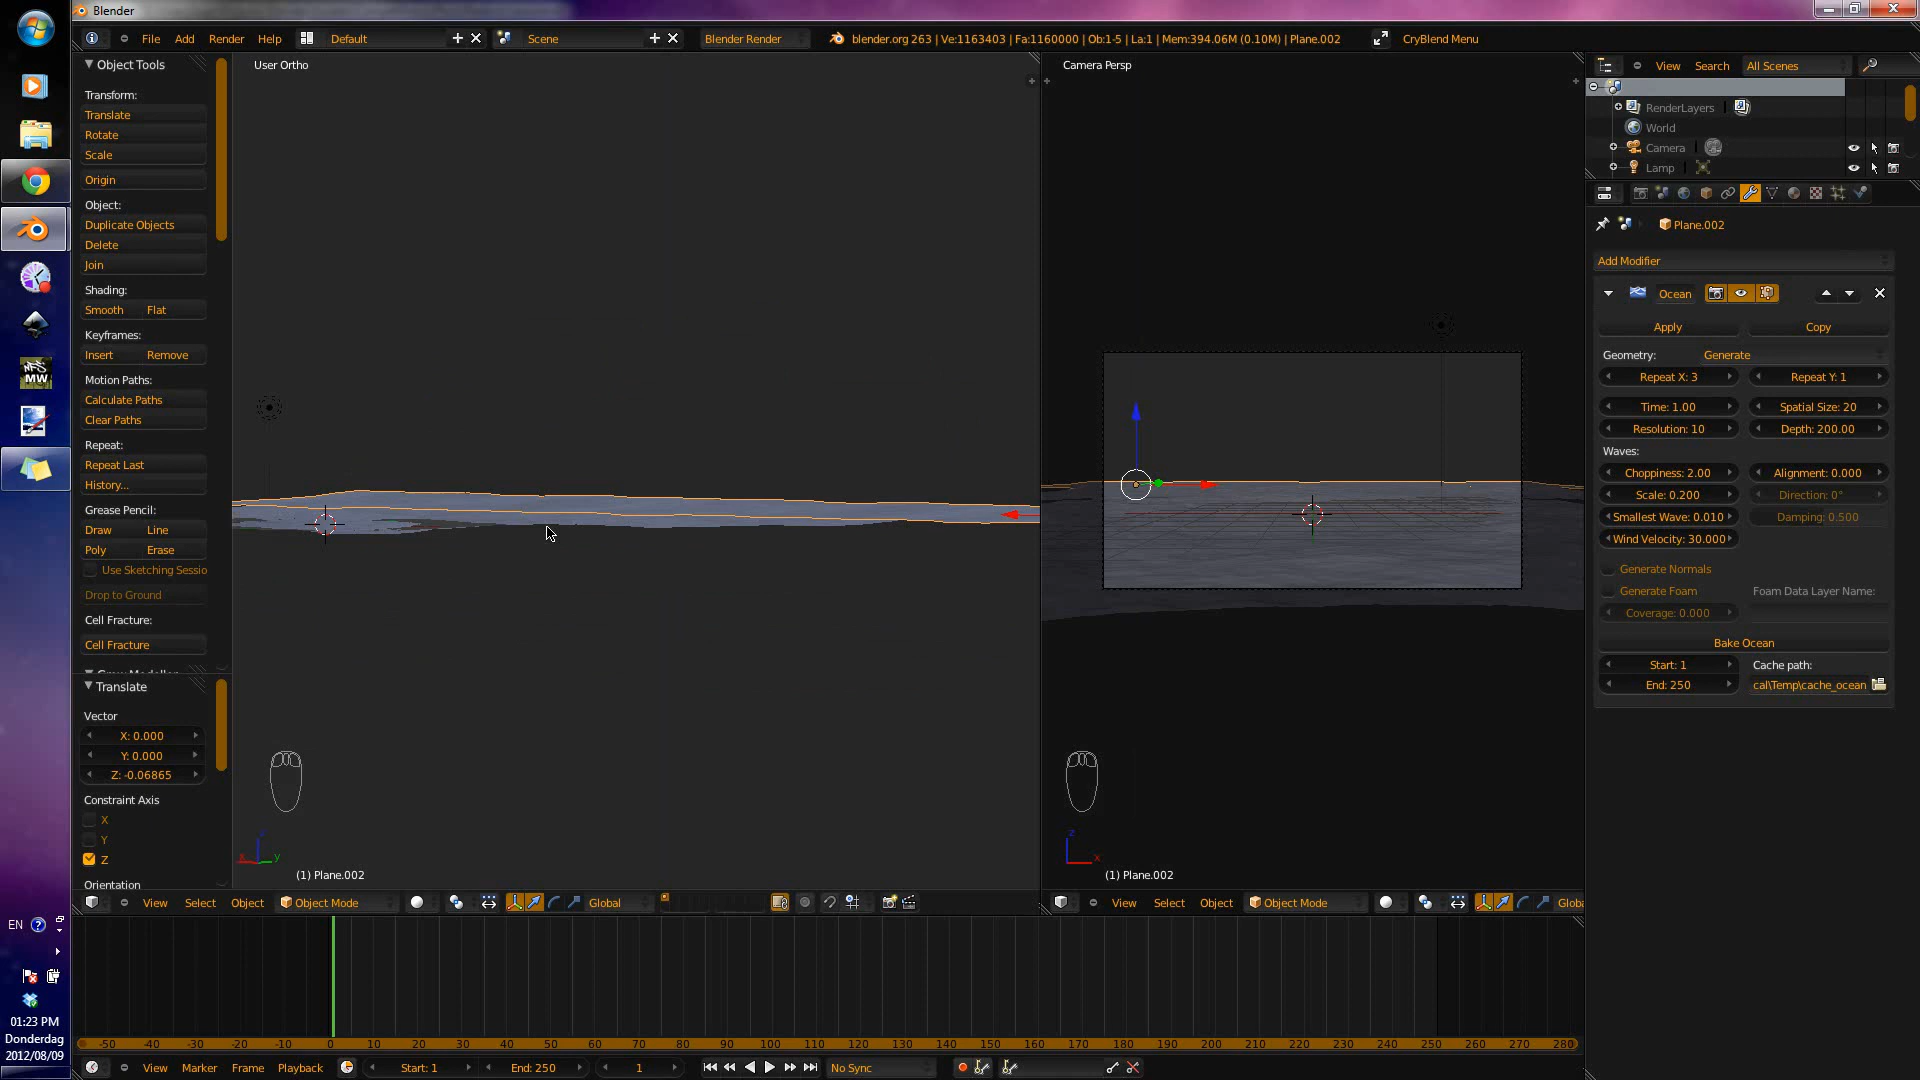 Blender
File Add Render Help Default Scene Blender Render blender.org 263 | Ve:1163403 | Fa:1160000 | Ob:1-5 | La:1 | Mem:394.06M (0.10M) | Plane.002 CryBlend Menu
Object Tools
Transform:
Translate
Rotate
Scale
Origin
Object:
Duplicate Objects
Delete
Join
Shading:
Smooth Flat
Keyframes:
Insert Remove
Motion Paths:
Calculate Paths
Clear Paths
Repeat:
Repeat Last
History...
Grease Pencil:
Draw Line
Poly Erase
Use Sketching Sessio
Drop to Ground
Cell Fracture:
Cell Fracture
Translate
Vector
X: 0.000
Y: 0.000
Z: -0.06865
Constraint Axis
X
Y
Z
Orientation
User Ortho
z
x y
(1) Plane.002
View Select Object Object Mode Global
Camera Persp
z
x
(1) Plane.002
View Select Object Object Mode Globa
View Search All Scenes
RenderLayers
World
Camera
Lamp
Plane.002
Add Modifier
Ocean
Apply Copy
Geometry: Generate
Repeat X: 3 Repeat Y: 1
Time: 1.00 Spatial Size: 20
Resolution: 10 Depth: 200.00
Waves:
Choppiness: 2.00 Alignment: 0.000
Scale: 0.200 Direction: 0°
Smallest Wave: 0.010 Damping: 0.500
Wind Velocity: 30.000
Generate Normals
Generate Foam Foam Data Layer Name:
Coverage: 0.000
Bake Ocean
Start: 1 Cache path:
End: 250 cal\Temp\cache_ocean
-50 -40 -30 -20 -10 0 10 20 30 40 50 60 70 80 90 100 110 120 130 140 150 160 170 180 190 200 210 220 230 240 250 260 270 280
View Marker Frame Playback Start: 1 End: 250 1 No Sync
NFS
MW
EN
01:23 PM
Donderdag
2012/08/09